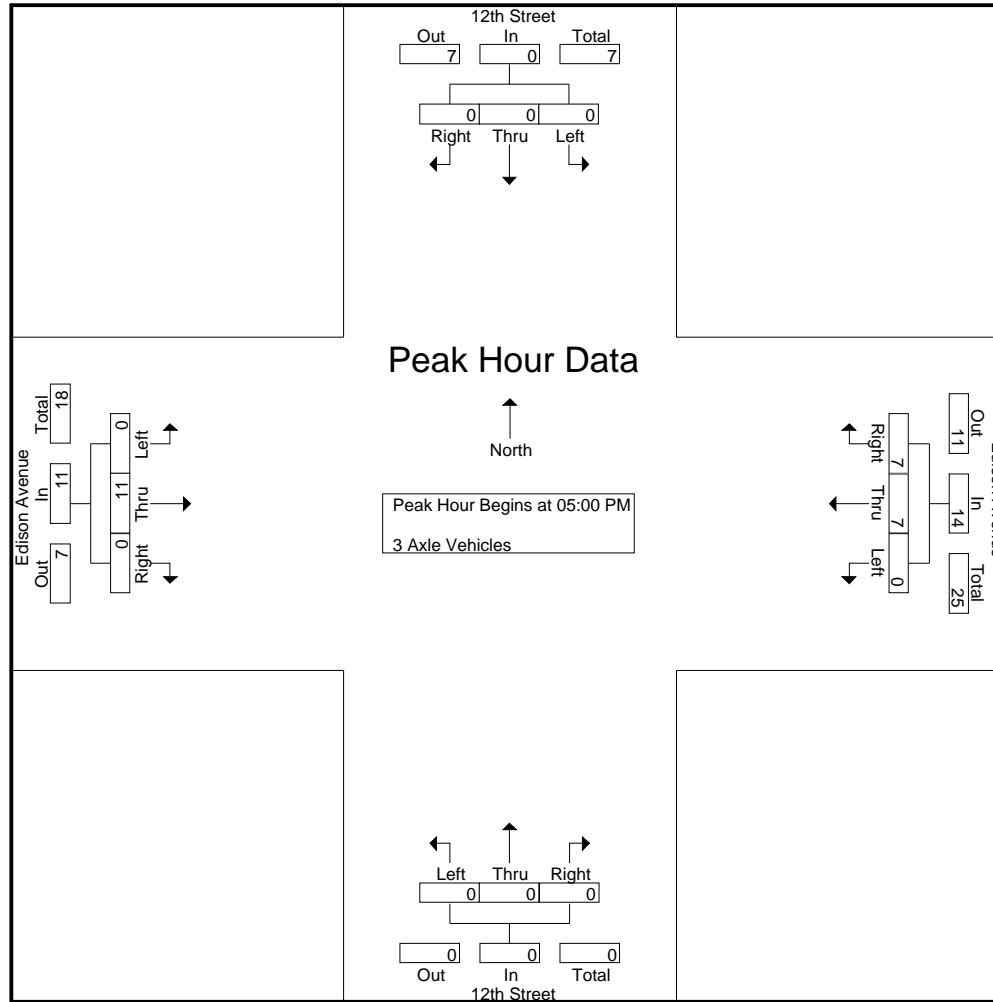 12th Street
Out In Total
7 0 7
0 0 0
Right Thru Left
Peak Hour Data
North
Peak Hour Begins at 05:00 PM
3 Axle Vehicles
Edison Avenue
Total In Out
18 11 7
0 11 0
Left Thru Right
Right Thru Left
7 7 0
11 14 25
Out In Total
Left Thru Right
0 0 0
0 0 0
Out In Total
12th Street